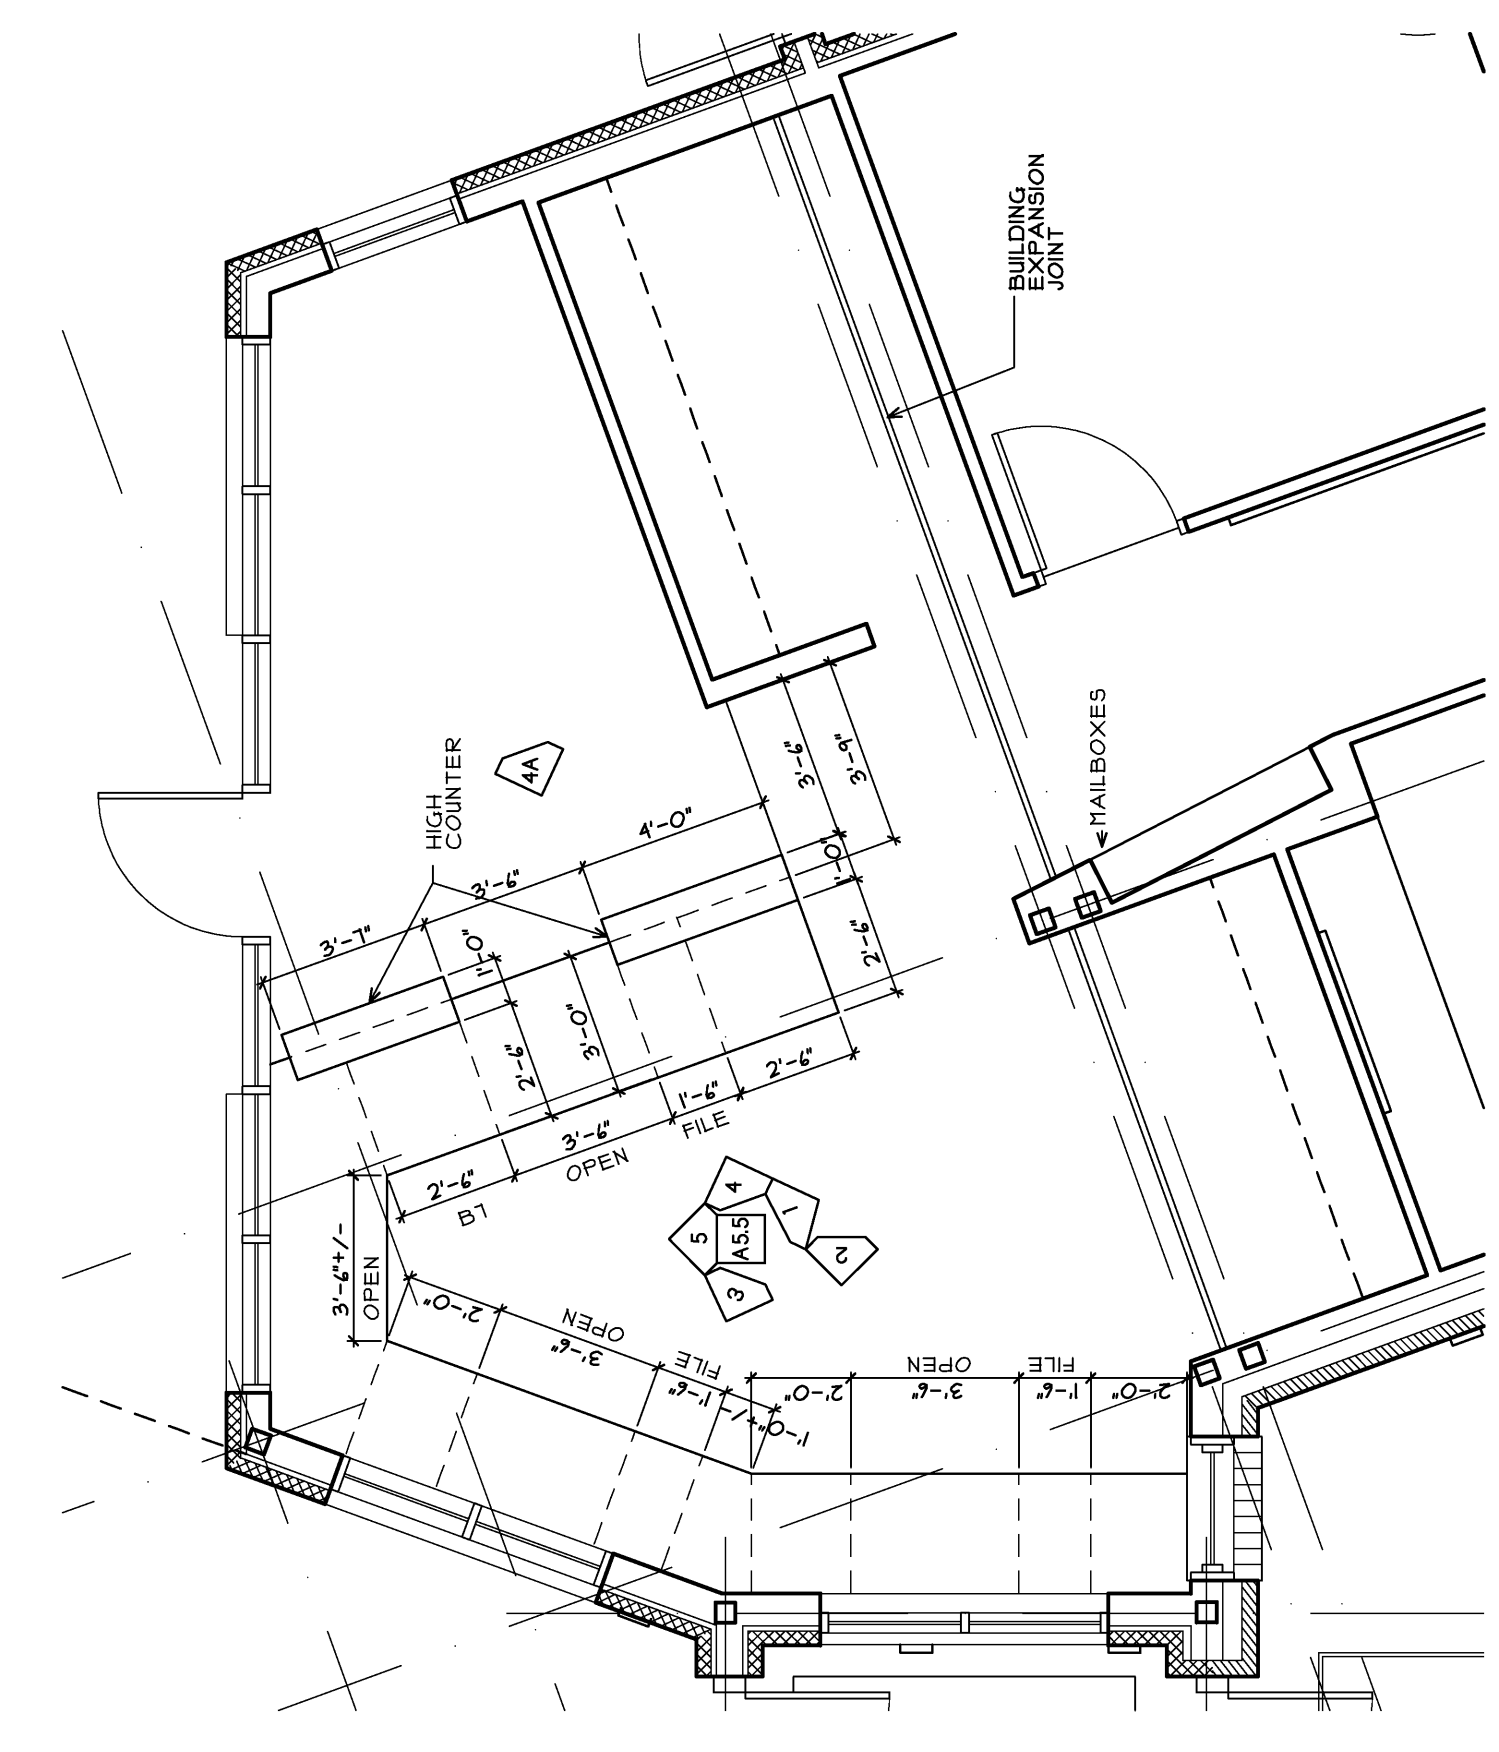 BUILDING
EXPANSION
JOINT
MAILBOXES
HIGH
COUNTER
4A
3'-6"
3'-9"
4'-0"
3'-6"
3'-7"
1'-0"
1'-0"
2'-6"
2'-6"
3'-0"
2'-6"
1'-6"
FILE
3'-6"
OPEN
2'-6"
B7
3'-6"+/-
OPEN
5
4
A5.5
1
2
3
2'-0"
3'-6"
OPEN
1'-6"
FILE
1'-0"+/-
2'-0"
3'-6"
OPEN
1'-6"
FILE
2'-0"